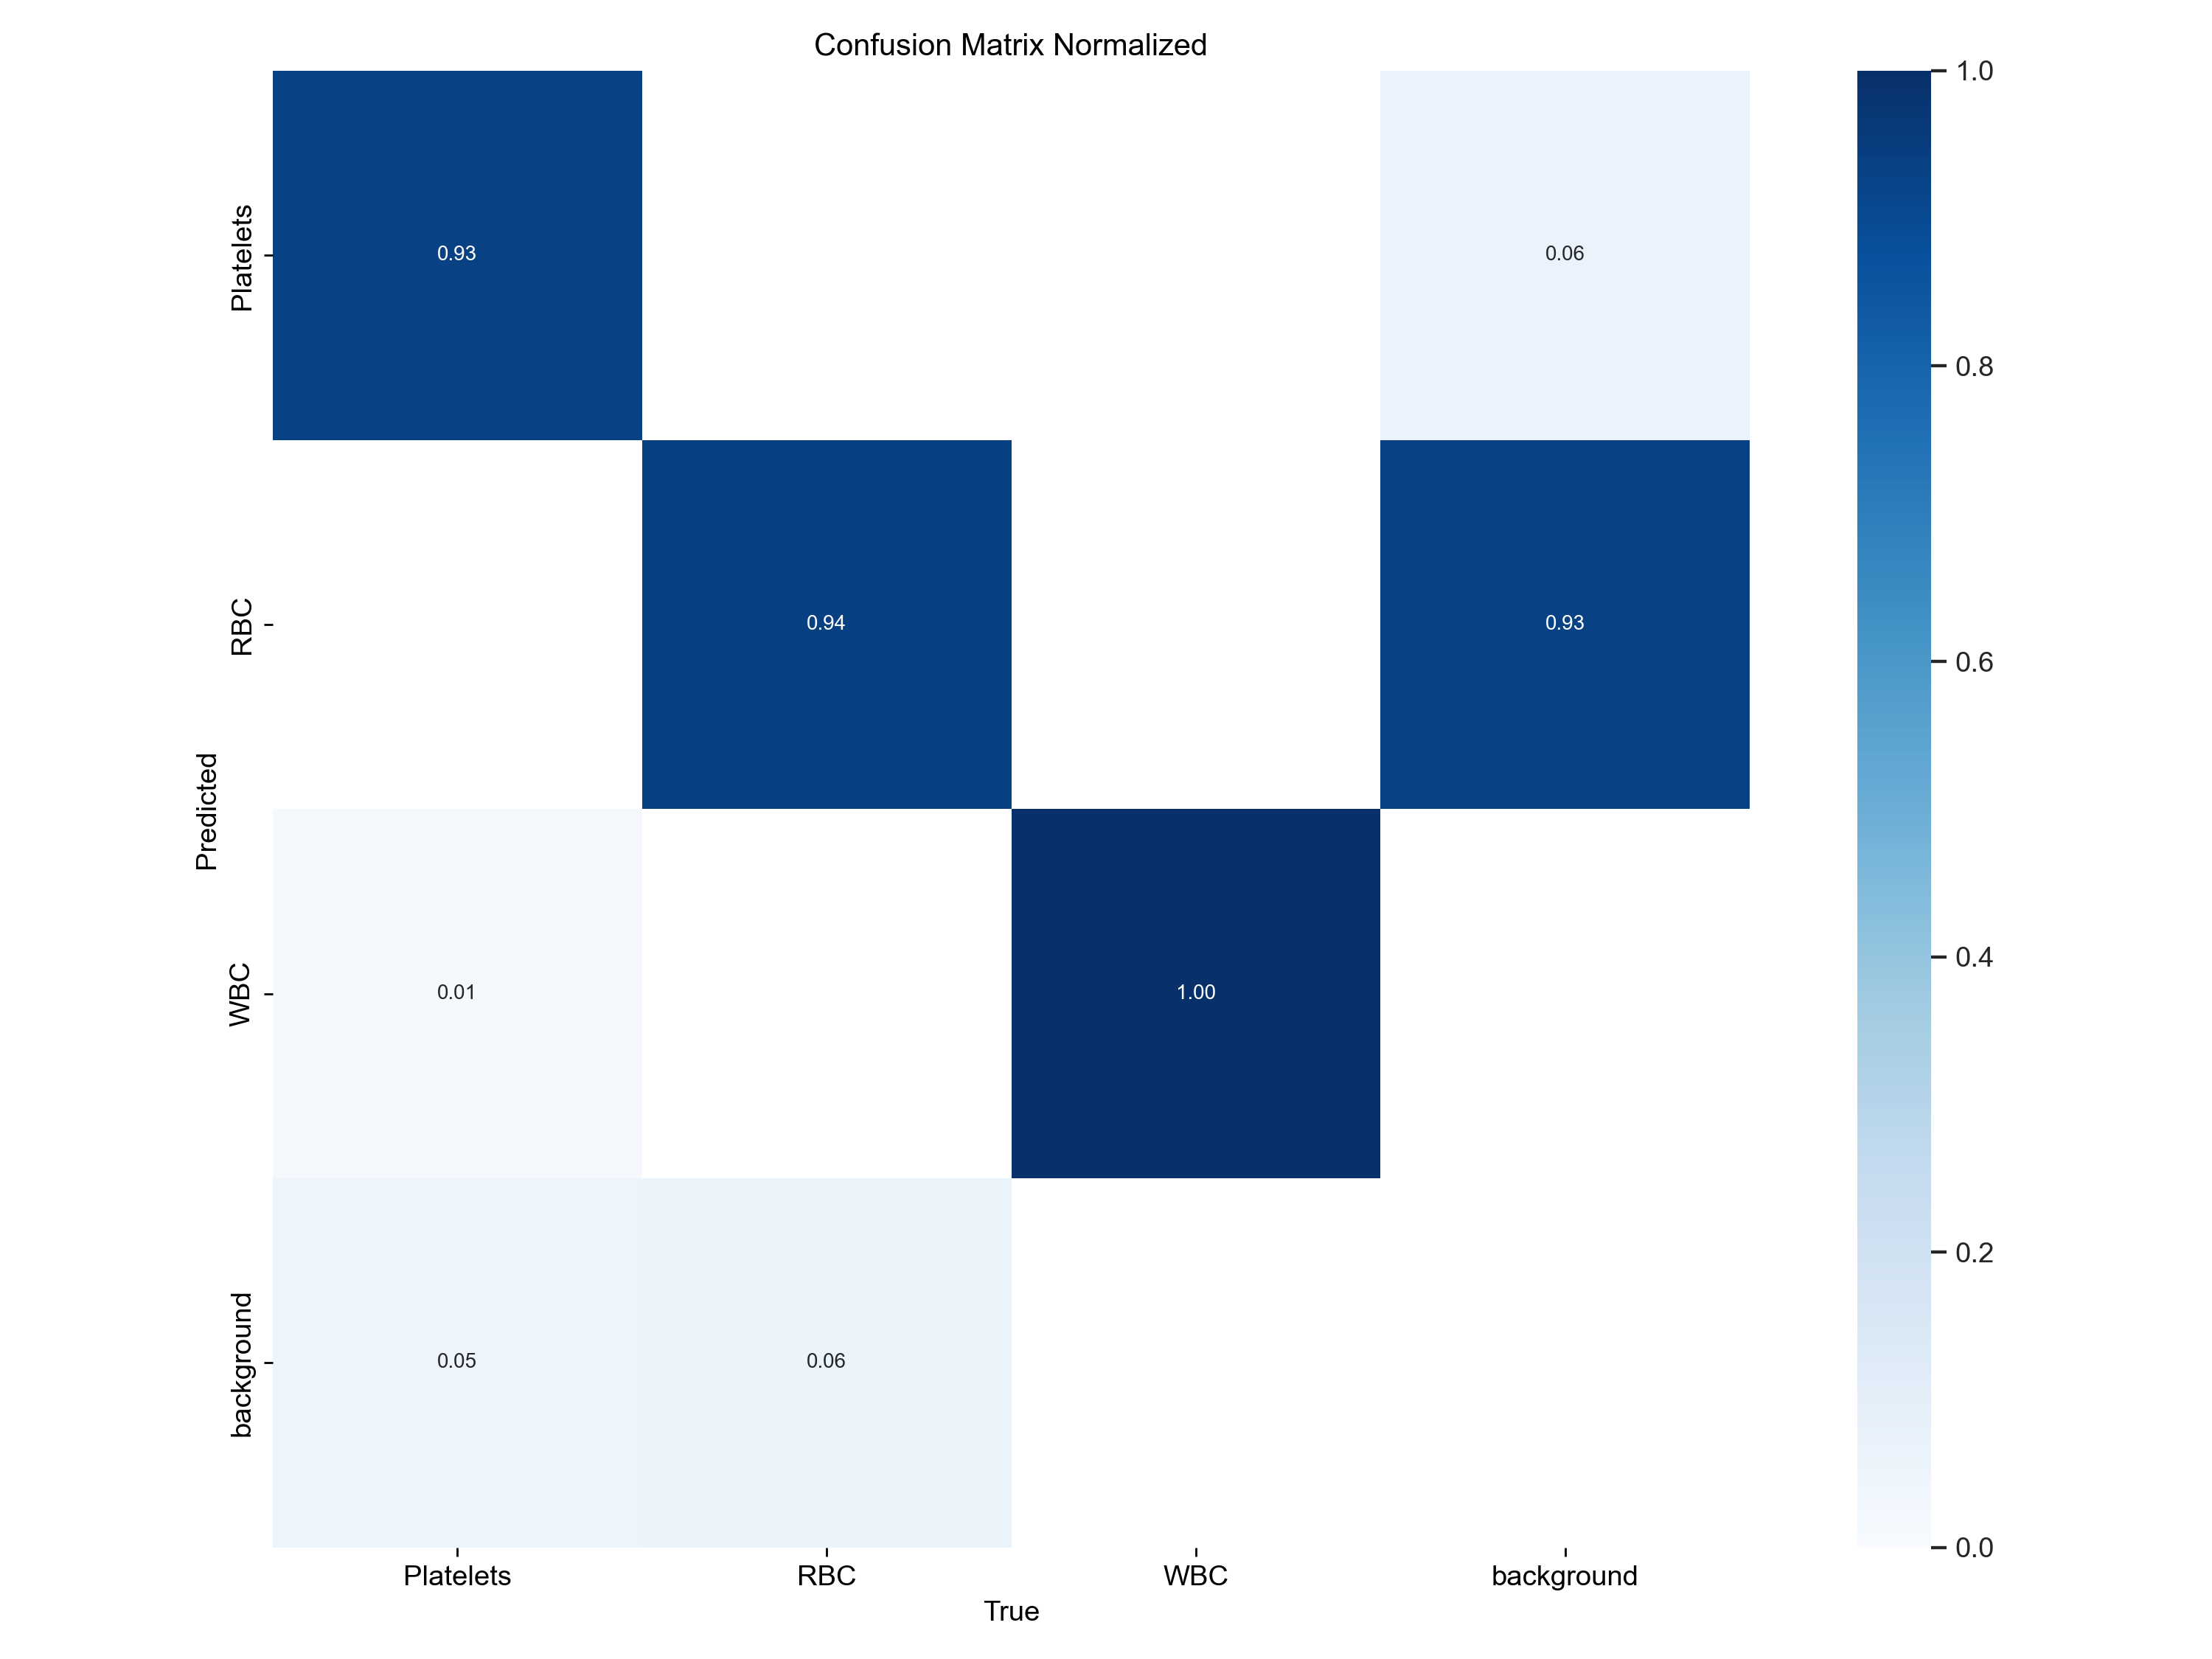 Confusion Matrix Normalized
Predicted
Platelets
0.93
0.06
RBC
0.94
0.93
WBC
0.01
1.00
background
0.05
0.06
Platelets
RBC
WBC
background
True
1.0
0.8
0.6
0.4
0.2
0.0